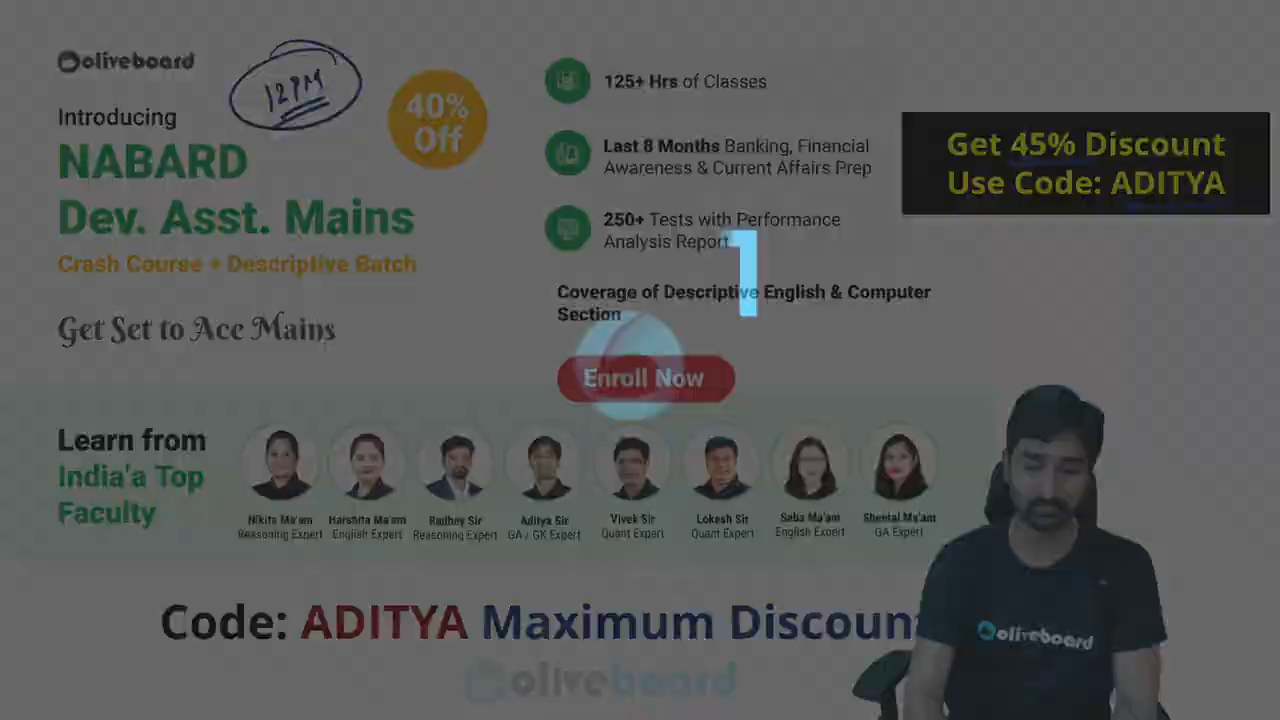 oliveboard
12PM
Introducing
NABARD
Dev. Asst. Mains
Crash Course + Descriptive Batch
Get Set to Ace Mains
40%
Off
125+ Hrs of Classes
Last 8 Months Banking, Financial
Awareness & Current Affairs Prep
250+ Tests with Performance
Analysis Report
1
Coverage of Descriptive English & Computer
Section
Enroll Now
Get 45% Discount
Use Code: ADITYA
Learn from
India'a Top
Faculty
Nikita Ma'am
Reasoning Expert
Harshita Ma'am
English Expert
Radhey Sir
Reasoning Expert
Aditya Sir
GA / GK Expert
Vivek Sir
Quant Expert
Lokesh Sir
Quant Expert
Saba Ma'am
English Expert
Sheetal Ma'am
GA Expert
Code: ADITYA Maximum Discount
oliveboard
oliveboard